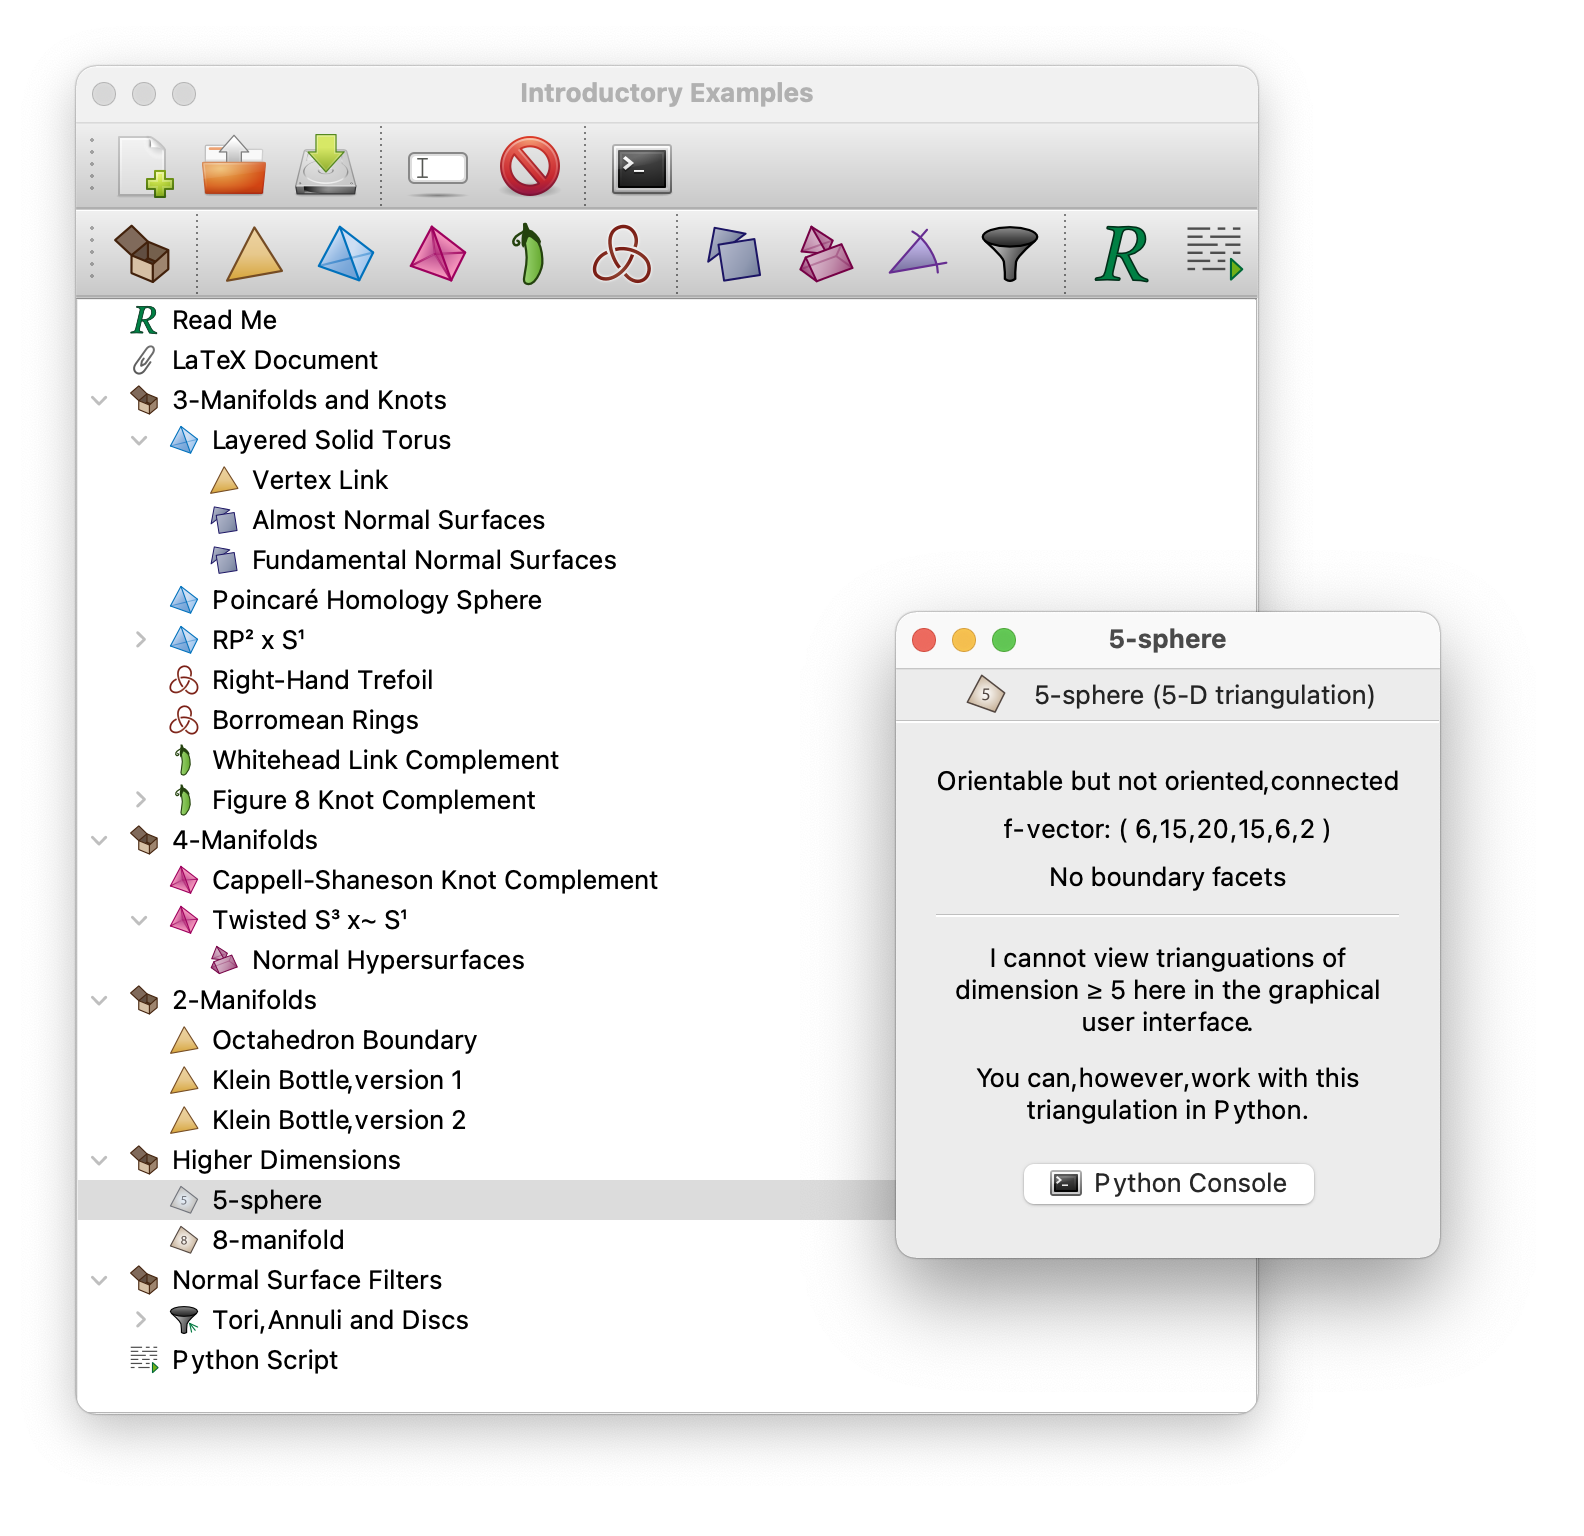 Introductory Examples
Read Me
LaTeX Document
3-Manifolds and Knots
Layered Solid Torus
Vertex Link
Almost Normal Surfaces
Fundamental Normal Surfaces
Poincaré Homology Sphere
RP² x S¹
Right-Hand Trefoil
Borromean Rings
Whitehead Link Complement
Figure 8 Knot Complement
4-Manifolds
Cappell-Shaneson Knot Complement
Twisted S³ x~ S¹
Normal Hypersurfaces
2-Manifolds
Octahedron Boundary
Klein Bottle,version 1
Klein Bottle,version 2
Higher Dimensions
5 5-sphere
8 8-manifold
Normal Surface Filters
Tori,Annuli and Discs
Python Script
5-sphere
5 5-sphere (5-D triangulation)
Orientable but not oriented,connected
f-vector: ( 6,15,20,15,6,2 )
No boundary facets
I cannot view trianguations of
dimension ≥ 5 here in the graphical
user interface.
You can,however,work with this
triangulation in Python.
Python Console